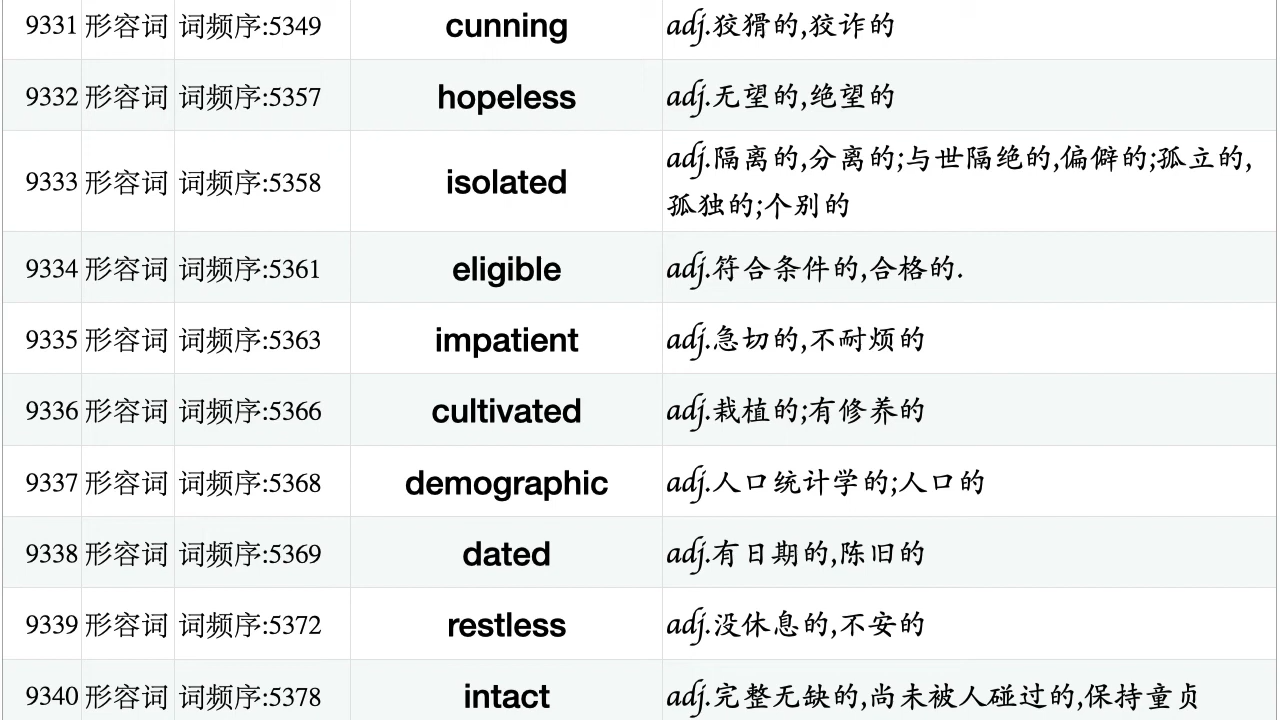 9331 形容词 词频序:5349 cunning adj.狡猾的,狡诈的
9332 形容词 词频序:5357 hopeless adj.无望的,绝望的
9333 形容词 词频序:5358 isolated adj.隔离的,分离的;与世隔绝的,偏僻的;孤立的,
孤独的;个别的
9334 形容词 词频序:5361 eligible adj.符合条件的,合格的.
9335 形容词 词频序:5363 impatient adj.急切的,不耐烦的
9336 形容词 词频序:5366 cultivated adj.栽植的;有修养的
9337 形容词 词频序:5368 demographic adj.人口统计学的;人口的
9338 形容词 词频序:5369 dated adj.有日期的,陈旧的
9339 形容词 词频序:5372 restless adj.没休息的,不安的
9340 形容词 词频序:5378 intact adj.完整无缺的,尚未被人碰过的,保持童贞